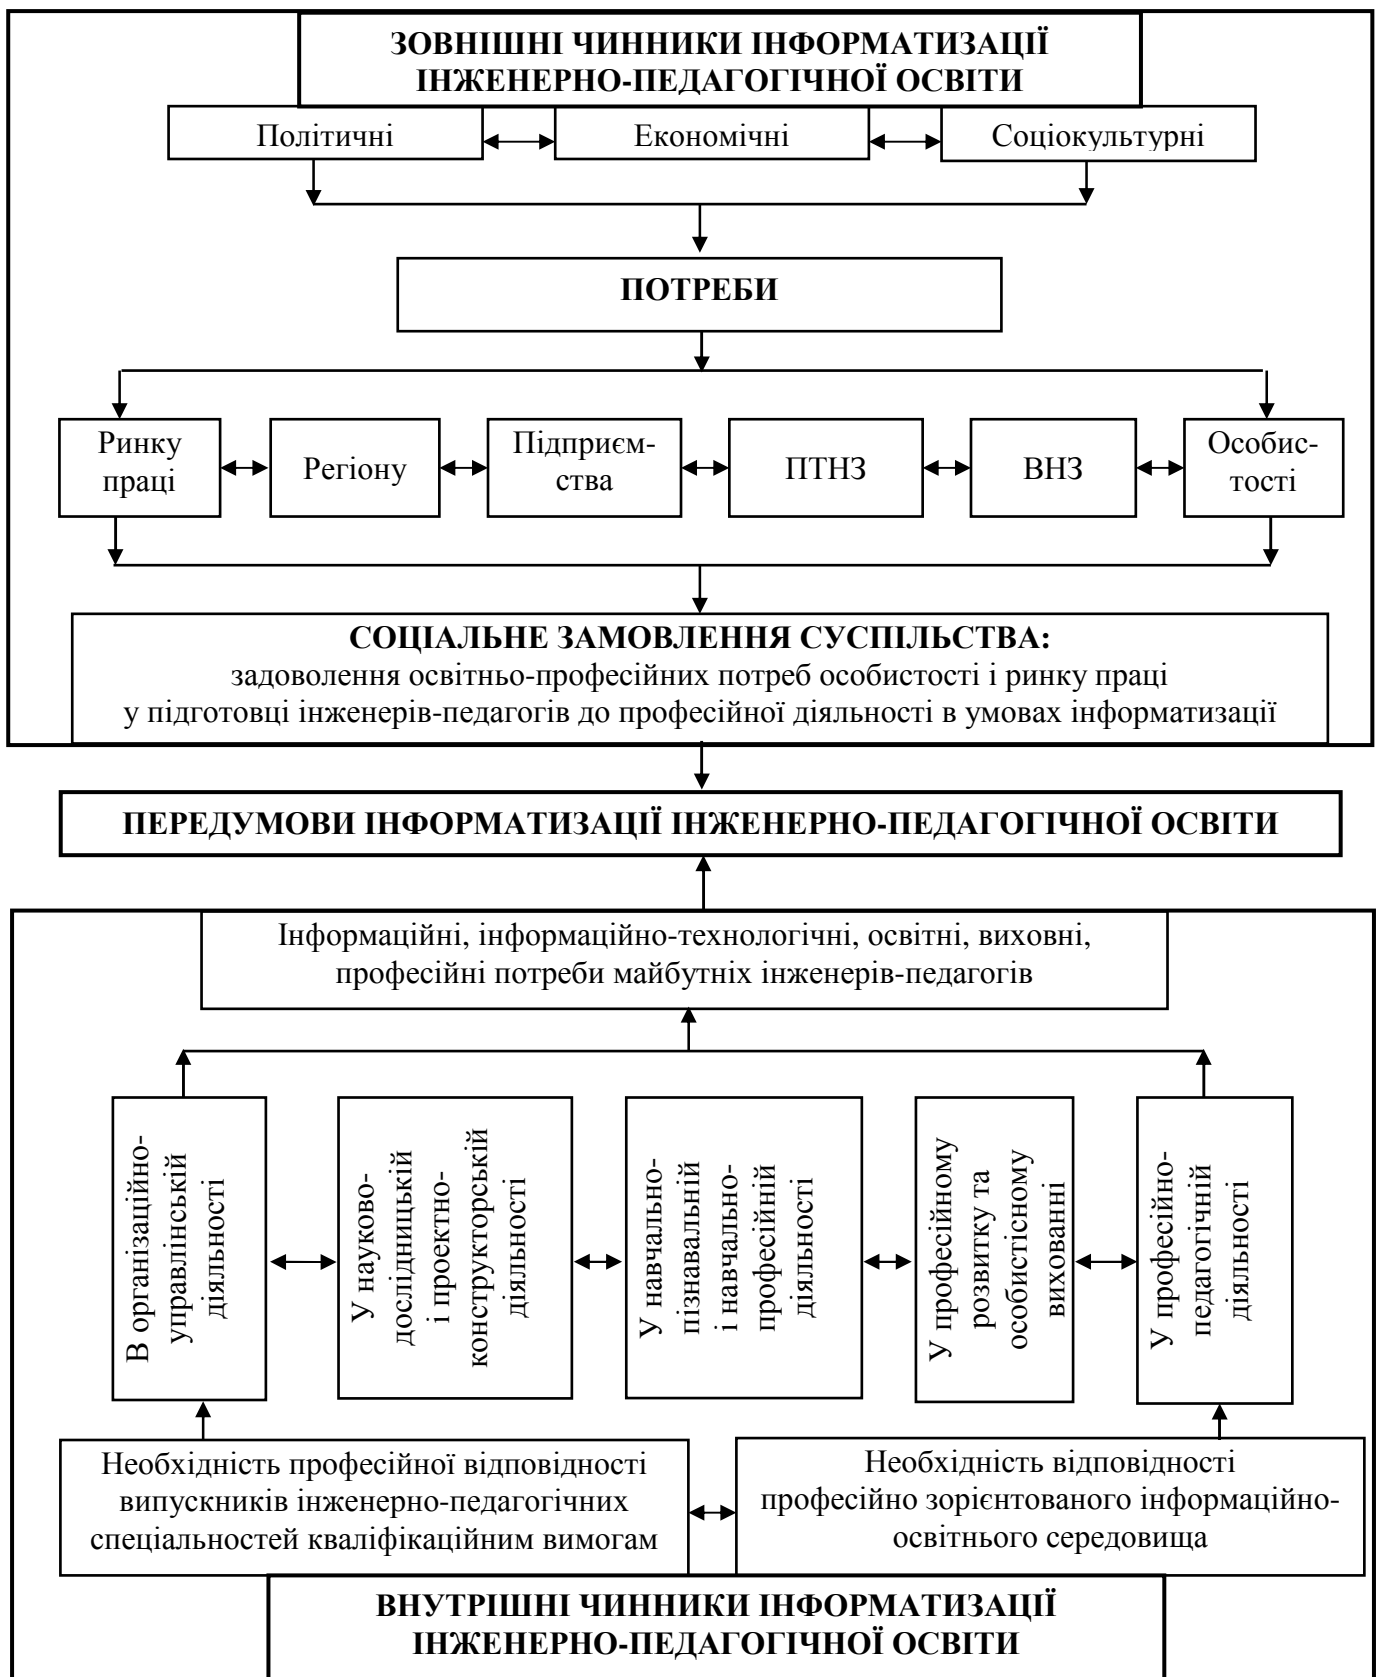 ЗОВНІШНІ ЧИННИКИ ІНФОРМАТИЗАЦІЇ
ІНЖЕНЕРНО-ПЕДАГОГІЧНОЇ ОСВІТИ
Політичні
Економічні
Соціокультурні
ПОТРЕБИ
Ринку
праці
Регіону
Підприєм-
ства
ПТНЗ
ВНЗ
Особис-
тості
СОЦІАЛЬНЕ ЗАМОВЛЕННЯ СУСПІЛЬСТВА:
задоволення освітньо-професійних потреб особистості і ринку праці
у підготовці інженерів-педагогів до професійної діяльності в умовах інформатизації
ПЕРЕДУМОВИ ІНФОРМАТИЗАЦІЇ ІНЖЕНЕРНО-ПЕДАГОГІЧНОЇ ОСВІТИ
Інформаційні, інформаційно-технологічні, освітні, виховні,
професійні потреби майбутніх інженерів-педагогів
В організаційно-
управлінській
діяльності
У науково-
дослідницькій
і проектно-
конструкторській
діяльності
У навчально-
пізнавальній
і навчально-
професійній
діяльності
У професійному
розвитку та
особистісному
вихованні
У професійно-
педагогічній
діяльності
Необхідність професійної відповідності
випускників інженерно-педагогічних
спеціальностей кваліфікаційним вимогам
Необхідність відповідності
професійно зорієнтованого інформаційно-
освітнього середовища
ВНУТРІШНІ ЧИННИКИ ІНФОРМАТИЗАЦІЇ
ІНЖЕНЕРНО-ПЕДАГОГІЧНОЇ ОСВІТИ